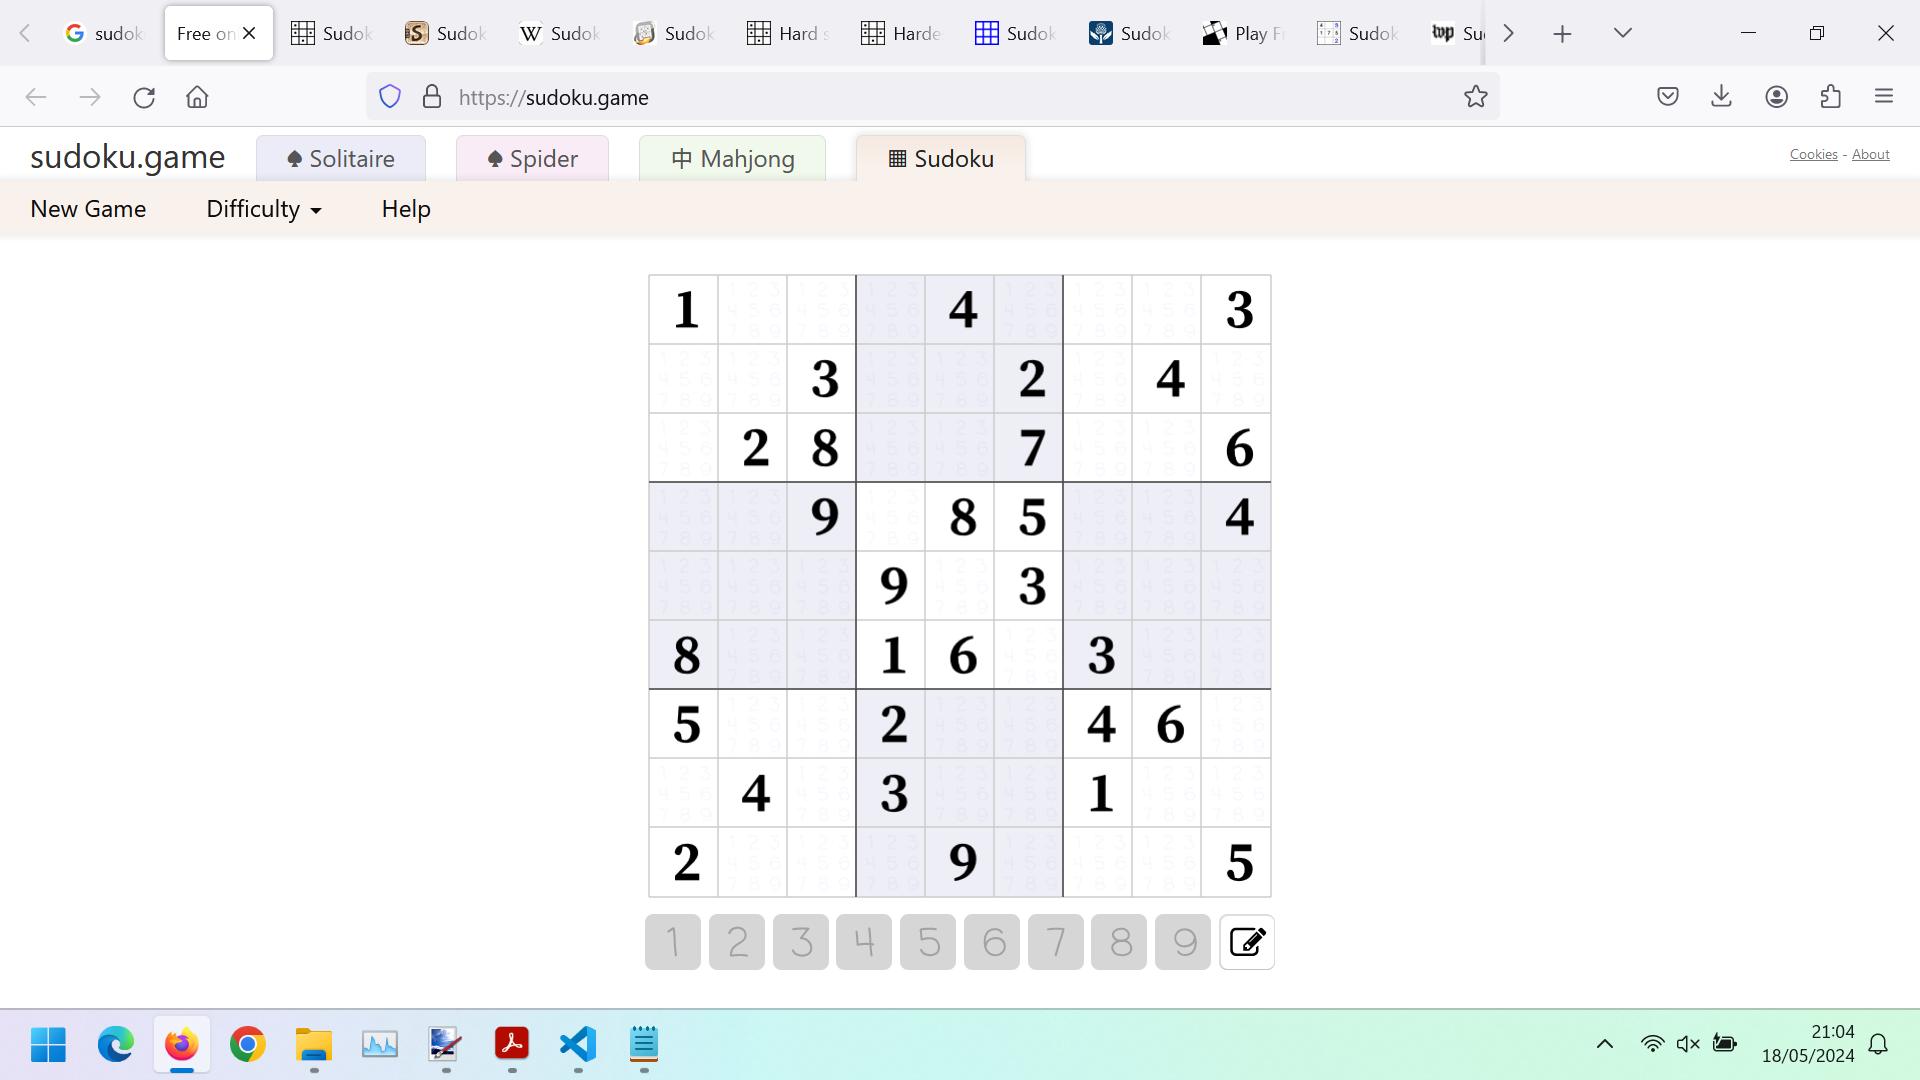 sudok
Free on
Sudok
Sudok
Sudok
Sudok
Hard s
Harde
Sudok
Sudok
Play F
Sudok
wp
Su
https://sudoku.game
sudoku.game
Solitaire
Spider
中 Mahjong
Sudoku
Cookies - About
New Game
Difficulty
Help
1 4 3
3 2 4
2 8 7 6
9 8 5 4
9 3
8 1 6 3
5 2 4 6
4 3 1
2 9 5
1 2 3 4 5 6 7 8 9
21:04
18/05/2024